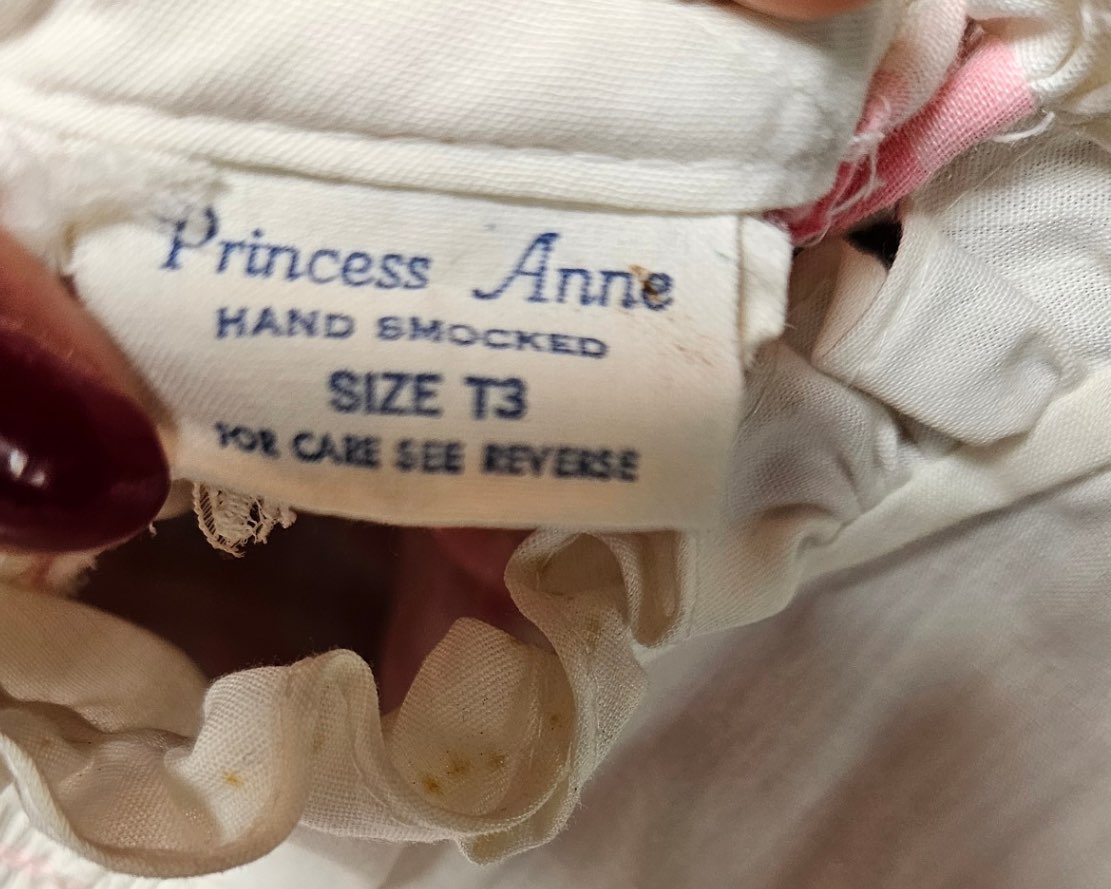 Princess Anne
HAND SMOCKED
SIZE T3
FOR CARE SEE REVERSE